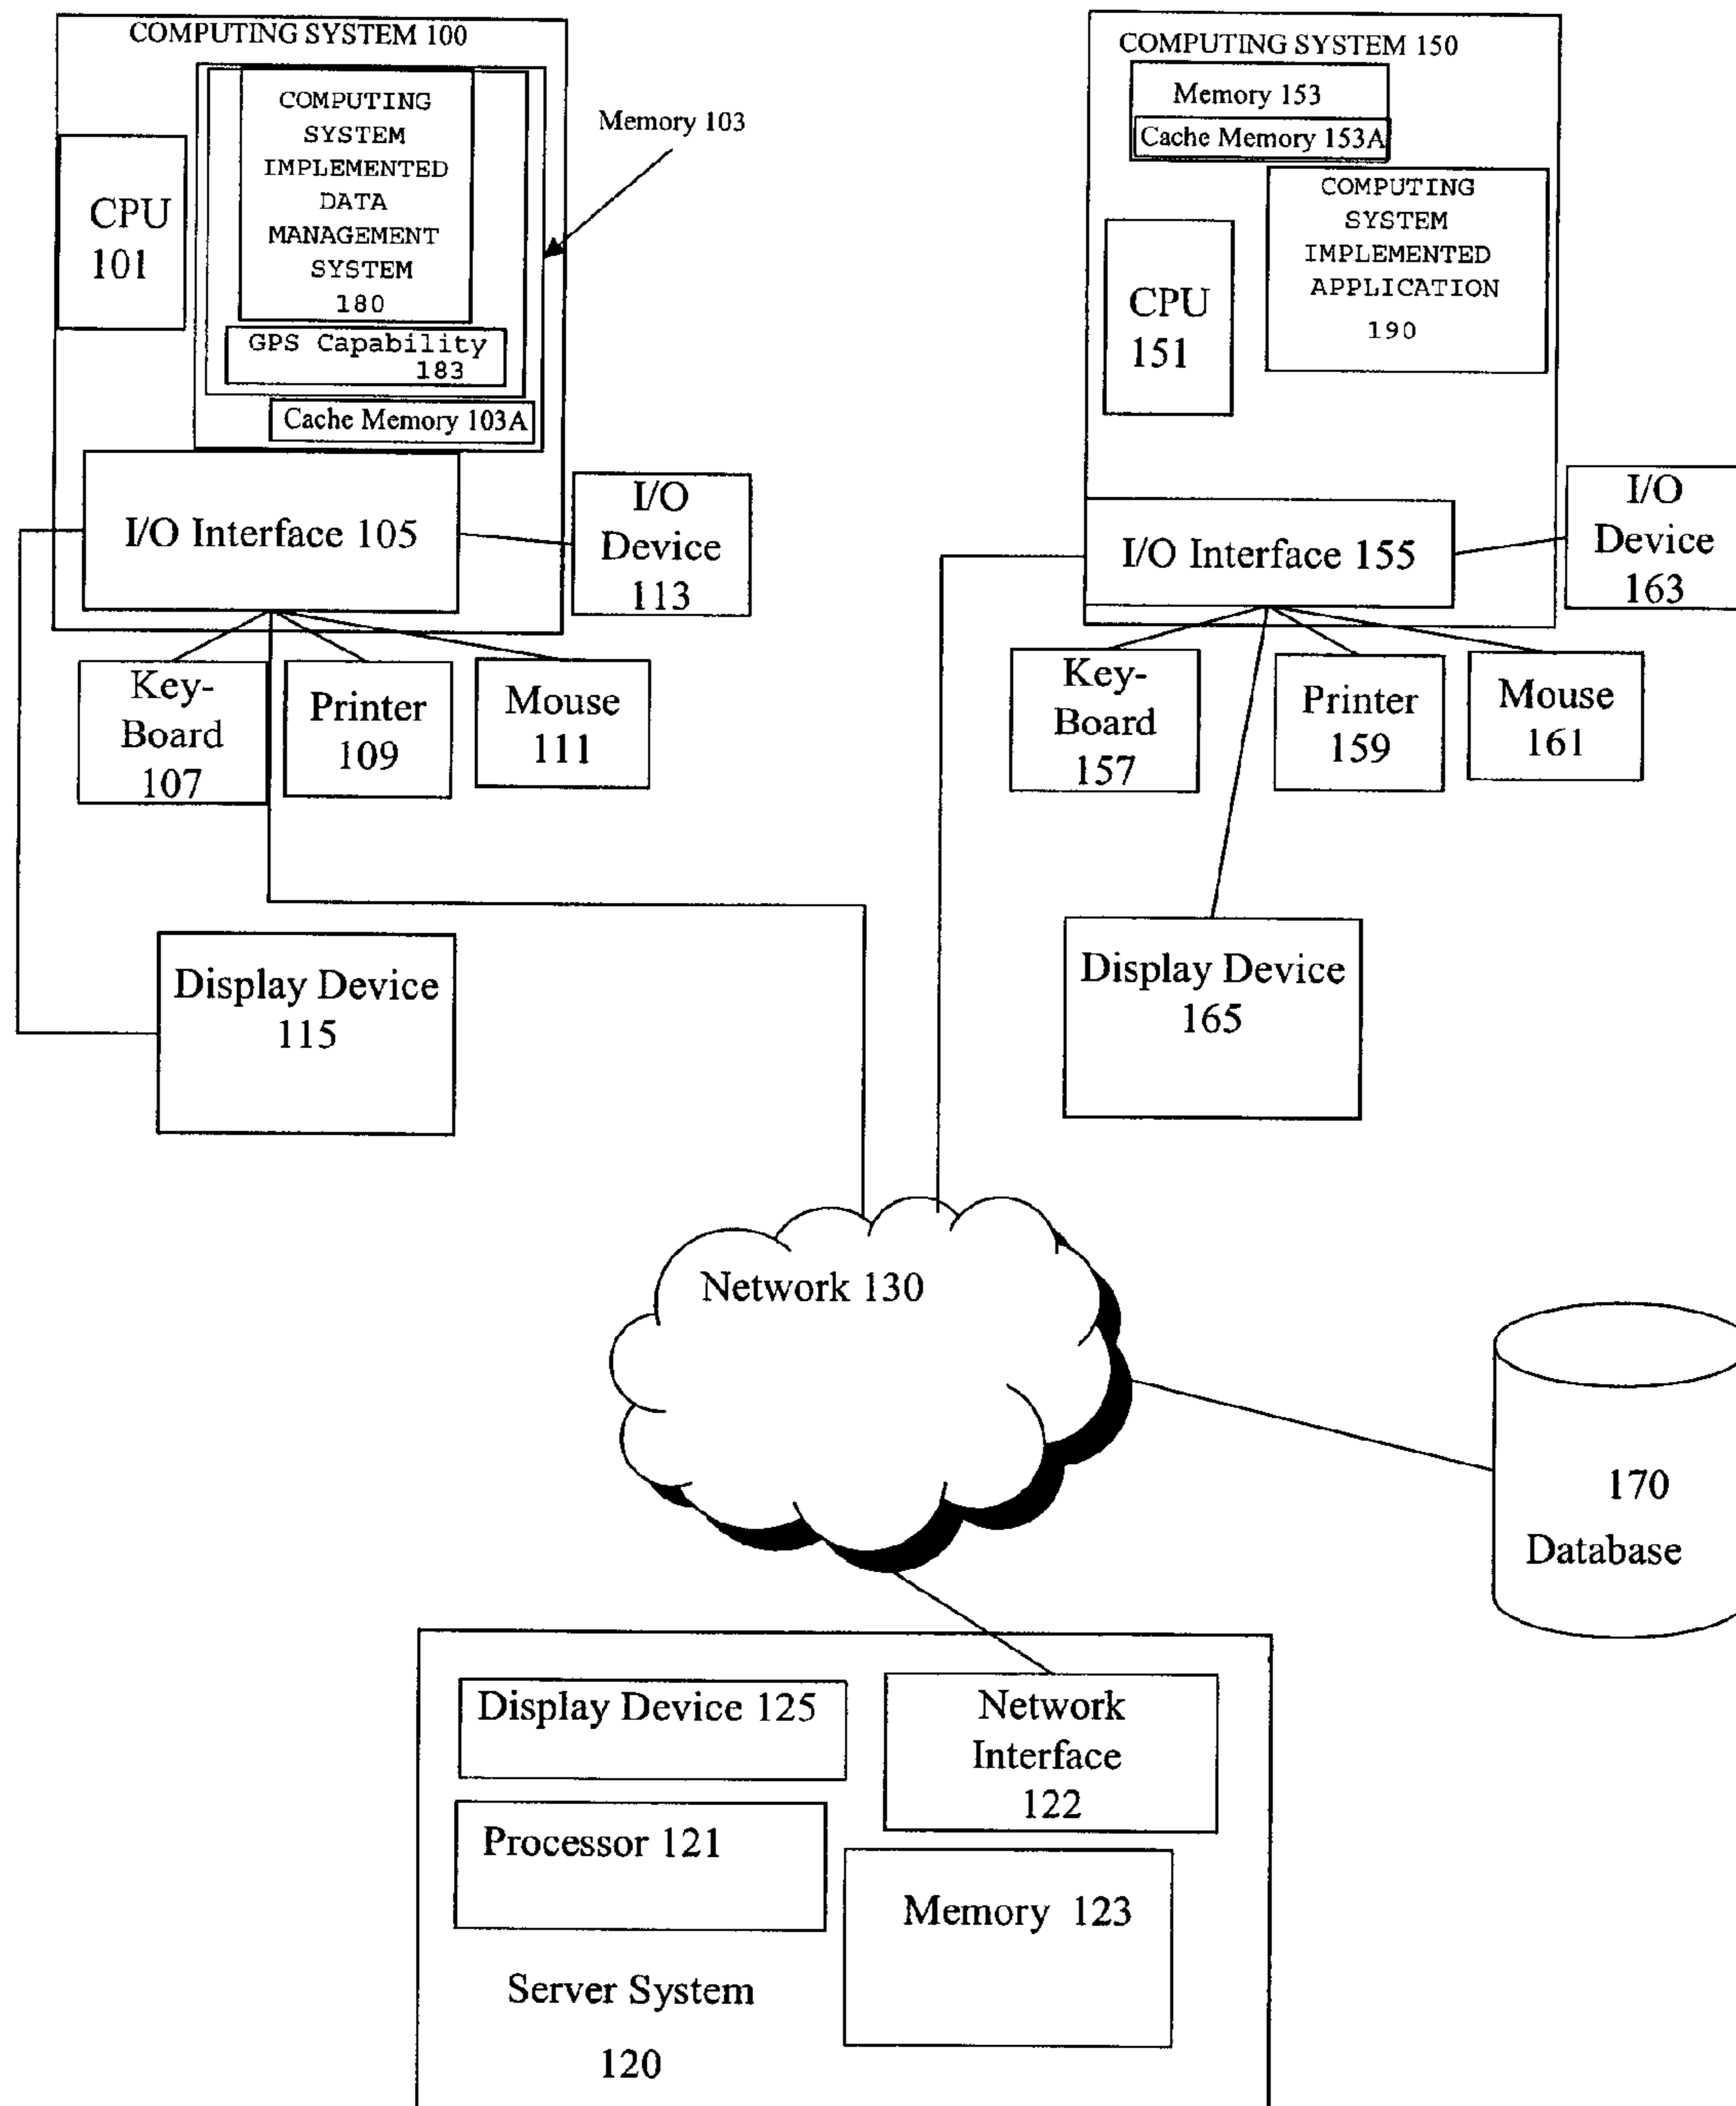 COMPUTING SYSTEM 100
COMPUTING
SYSTEM
IMPLEMENTED
DATA
MANAGEMENT
SYSTEM
180
GPS Capability
183
Cache Memory 103A
CPU
101
Memory 103
I/O Interface 105
I/O
Device
113
Key-
Board
107
Printer
109
Mouse
111
Display Device
115
COMPUTING SYSTEM 150
Memory 153
Cache Memory 153A
COMPUTING
SYSTEM
IMPLEMENTED
APPLICATION
190
CPU
151
I/O Interface 155
I/O
Device
163
Key-
Board
157
Printer
159
Mouse
161
Display Device
165
Network 130
170
Database
Display Device 125
Network
Interface
122
Processor 121
Memory 123
Server System
120